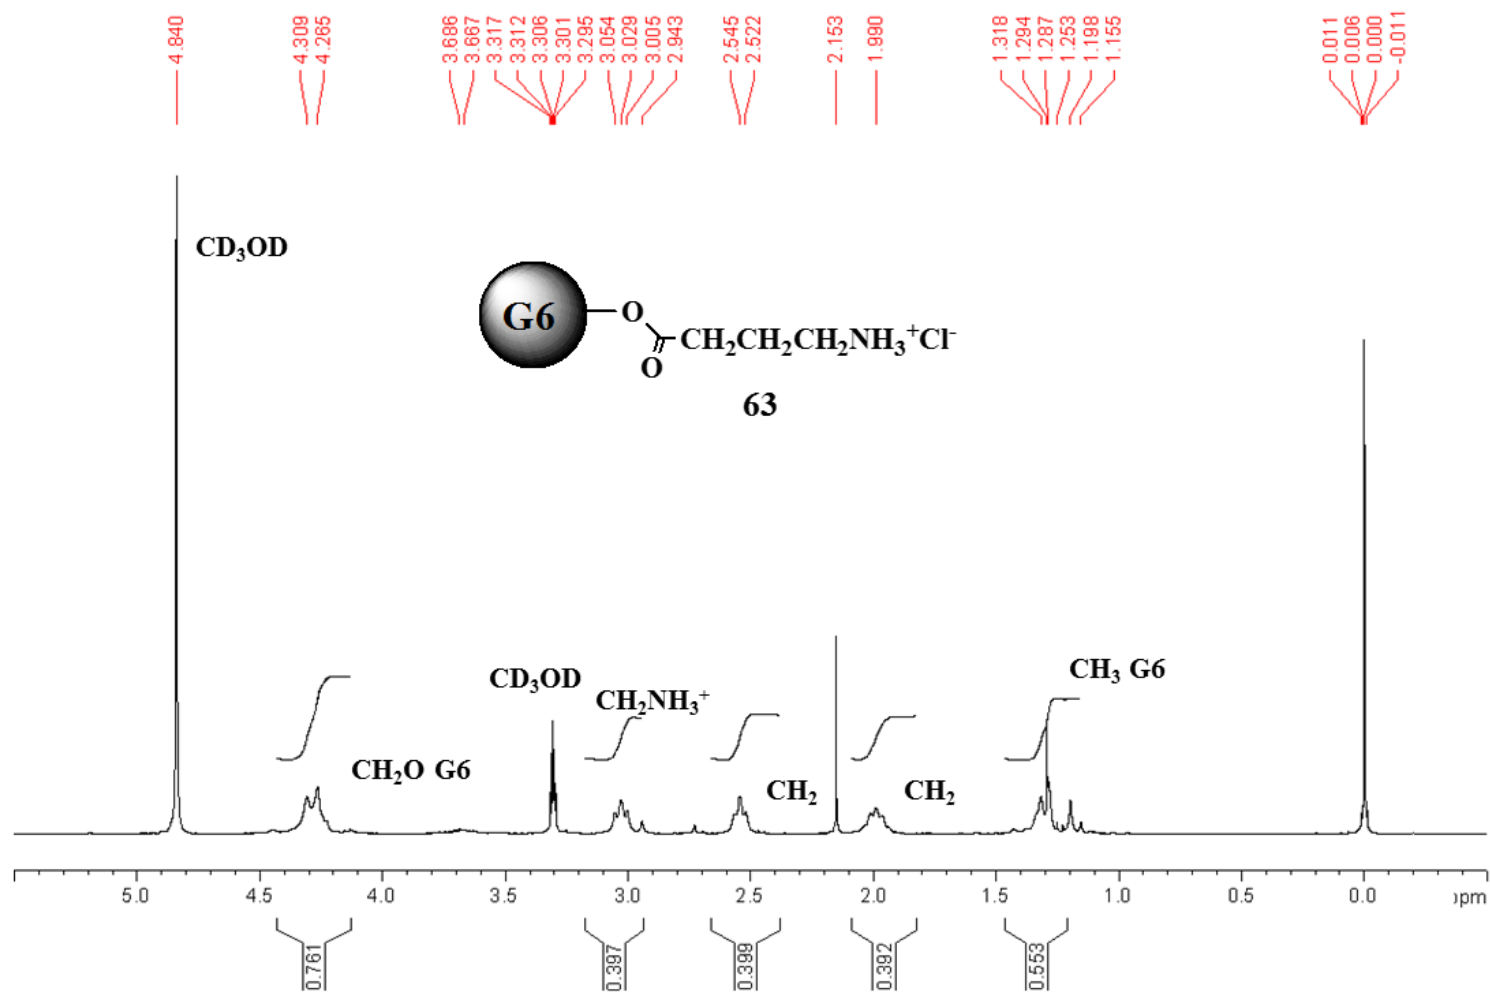 4.840
4.309
4.265
3.686
3.667
3.317
3.312
3.306
3.301
3.295
3.054
3.029
3.005
2.943
2.545
2.522
2.153
1.990
1.318
1.294
1.287
1.253
1.198
1.155
0.011
0.006
0.000
-0.011
CD₃OD
G6
O
CH₂CH₂CH₂NH₃⁺Cl⁻
O
63
CH₃ G6
CD₃OD
CH₂NH₃⁺
CH₂O G6
CH₂
CH₂
5.0 4.5 4.0 3.5 3.0 2.5 2.0 1.5 1.0 0.5 0.0 ppm
0.761
0.397
0.399
0.392
0.553